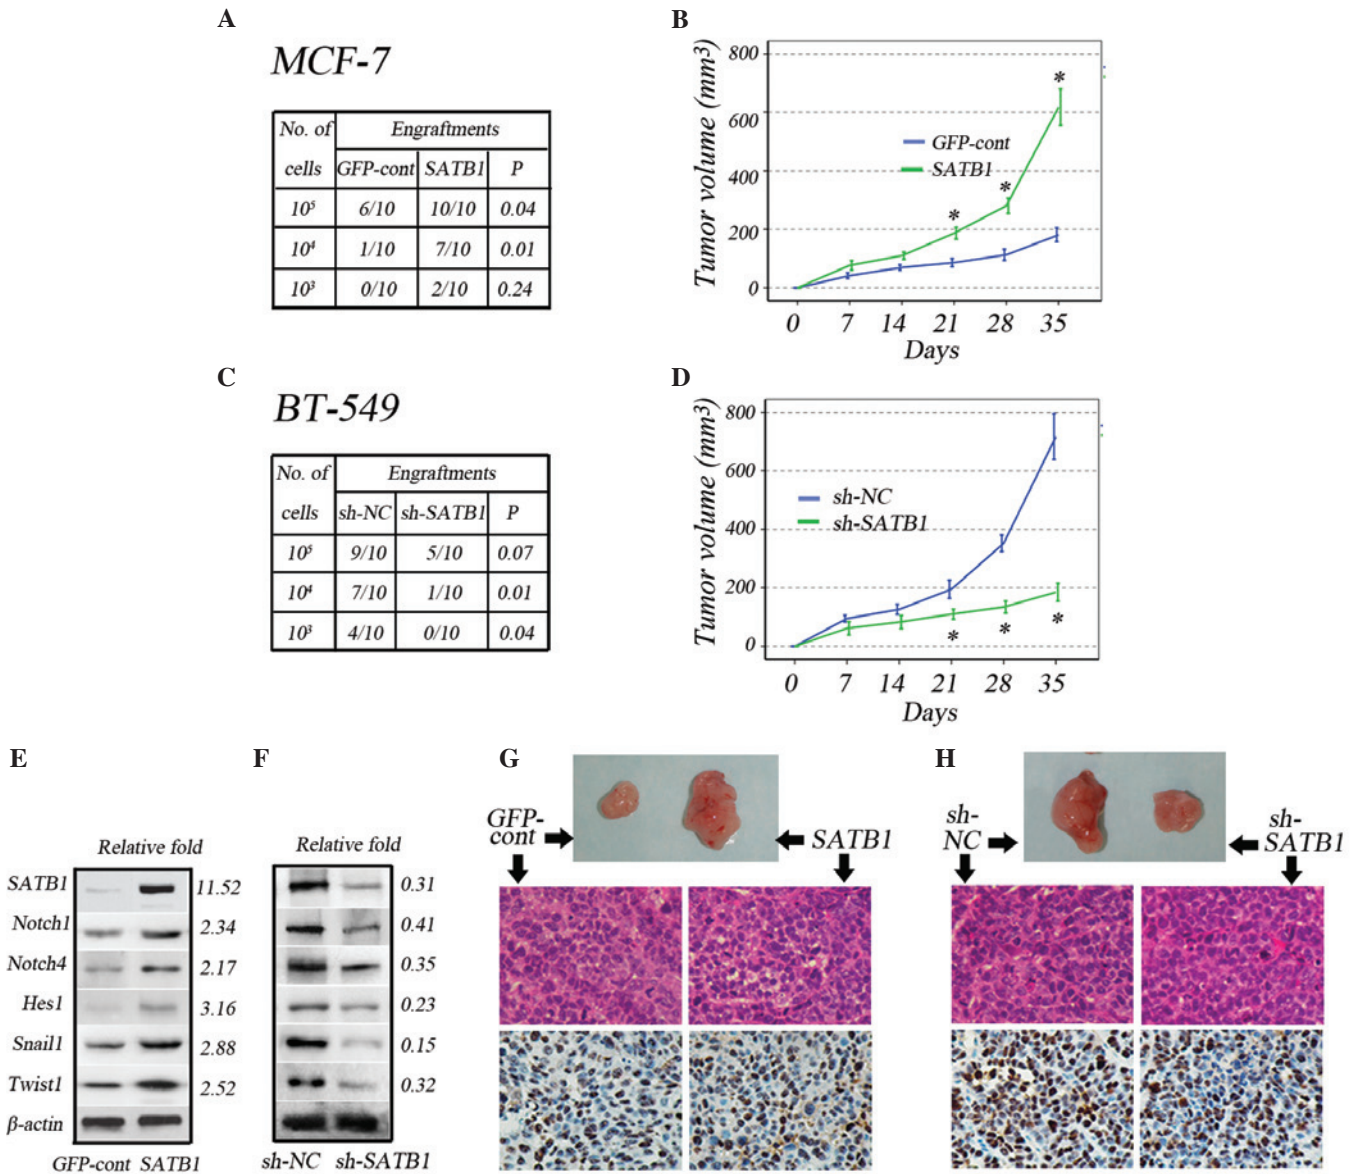 A
MCF-7
No. of cells Engraftments
GFP-cont SATB1 P
10⁵ 6/10 10/10 0.04
10⁴ 1/10 7/10 0.01
10³ 0/10 2/10 0.24
B
Tumor volume (mm³)
800
600
400
200
0
GFP-cont
SATB1
*
*
*
0 7 14 21 28 35
Days
C
BT-549
No. of cells Engraftments
sh-NC sh-SATB1 P
10⁵ 9/10 5/10 0.07
10⁴ 7/10 1/10 0.01
10³ 4/10 0/10 0.04
D
Tumor volume (mm³)
800
600
400
200
0
sh-NC
sh-SATB1
* * *
0 7 14 21 28 35
Days
E
Relative fold
SATB1 11.52
Notch1 2.34
Notch4 2.17
Hes1 3.16
Snail1 2.88
Twist1 2.52
β-actin
GFP-cont SATB1
F
Relative fold
0.31
0.41
0.35
0.23
0.15
0.32
sh-NC sh-SATB1
G
GFP-
cont
SATB1
H
sh-
NC
sh-
SATB1